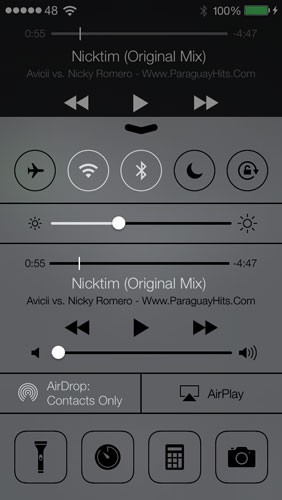 48 100%
0:55 -4:47
Nicktim (Original Mix)
Avicii vs. Nicky Romero - Www.ParaguayHits.Com
0:55 -4:47
Nicktim (Original Mix)
Avicii vs. Nicky Romero - Www.ParaguayHits.Com
AirDrop:
Contacts Only
AirPlay